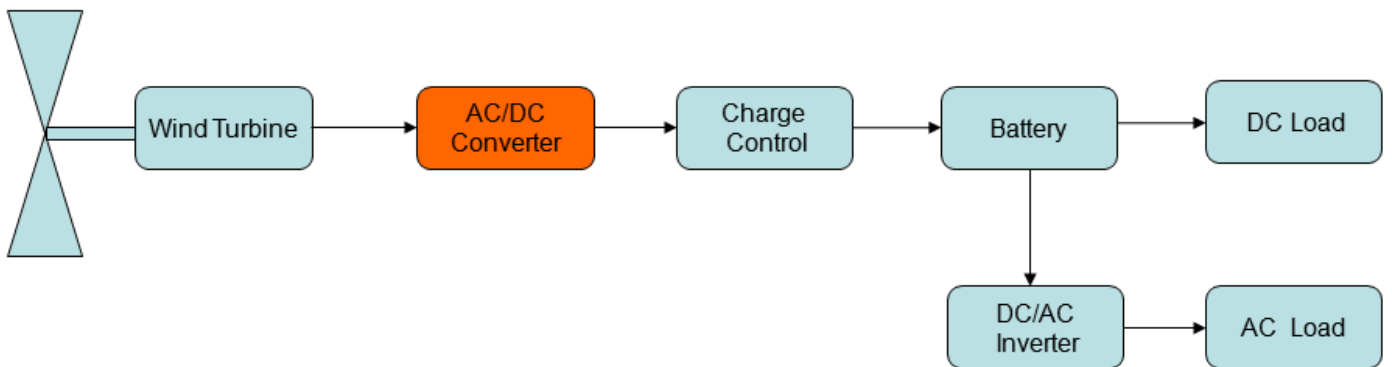 Wind Turbine
AC/DC
Converter
Charge
Control
Battery
DC Load
DC/AC
Inverter
AC Load